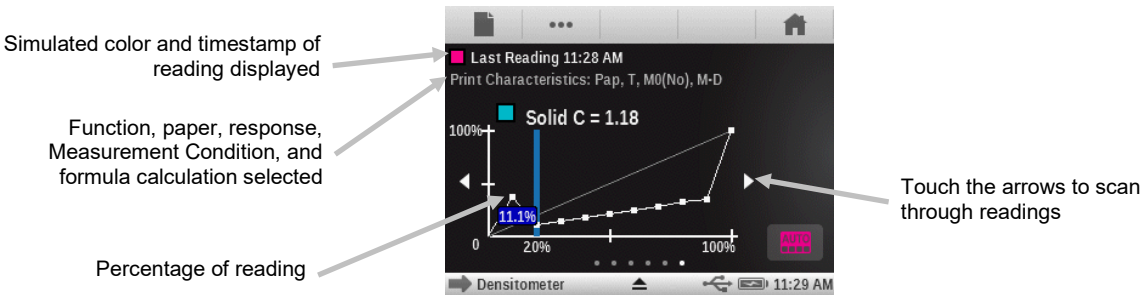 Simulated color and timestamp of
reading displayed
Function, paper, response,
Measurement Condition, and
formula calculation selected
Percentage of reading
Last Reading 11:28 AM
Print Characteristics: Pap, T, M0(No), M•D
Solid C = 1.18
100%
11.1%
0
20%
100%
AUTO
Densitometer
11:29 AM
Touch the arrows to scan
through readings